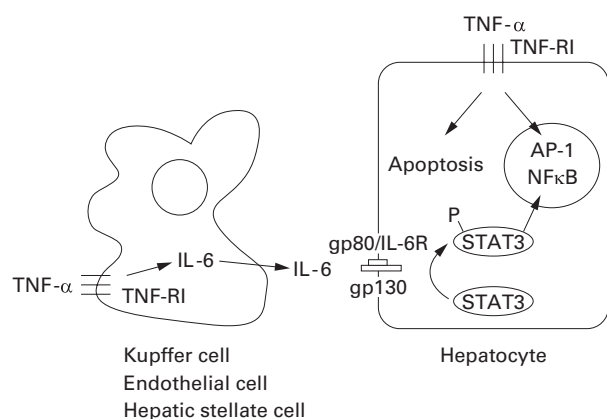 TNF-α
TNF-RI
Apoptosis
AP-1
NFκB
P
gp80/IL-6R
STAT3
IL-6
IL-6
TNF-α
TNF-RI
gp130
STAT3
Kupffer cell
Endothelial cell
Hepatic stellate cell
Hepatocyte